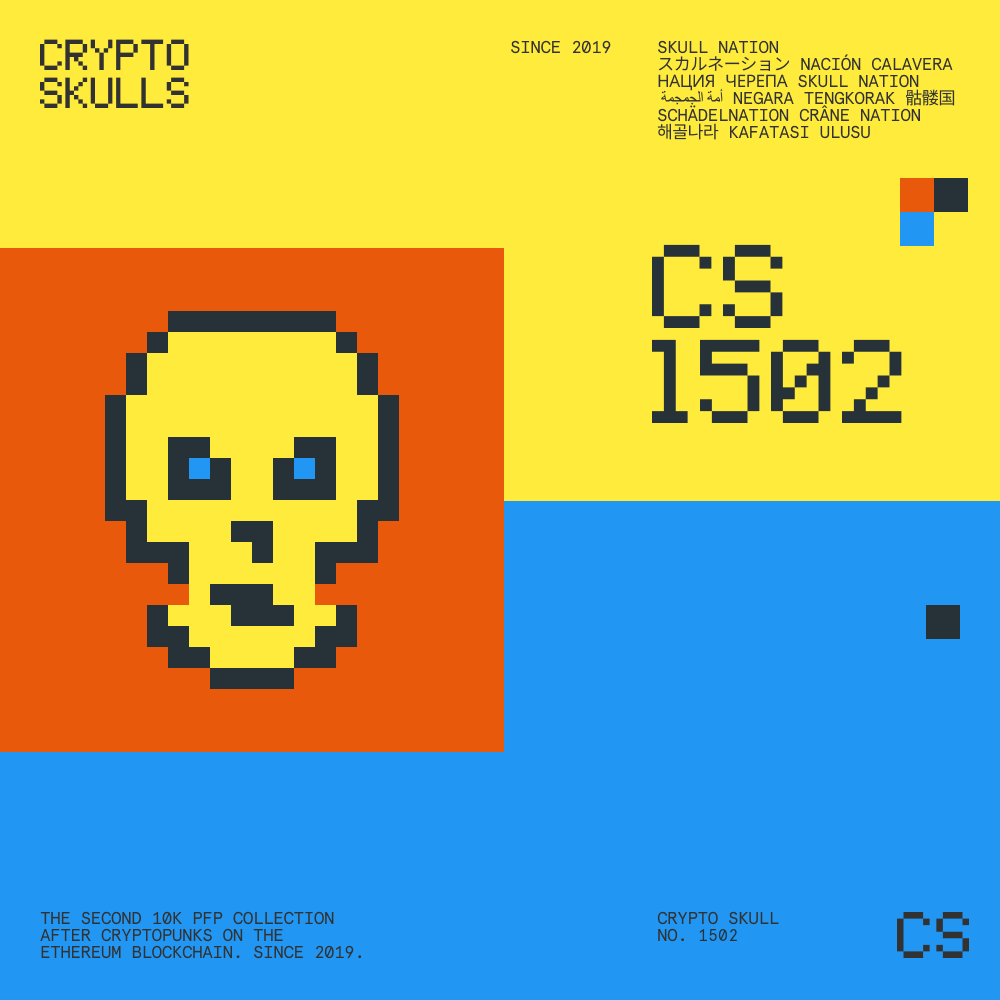 CRYPTO
SKULLS
SINCE 2019
SKULL NATION
スカルネーション NACIÓN CALAVERA
НАЦИЯ ЧЕРЕПА SKULL NATION
أمة الجمجمة NEGARA TENGKORAK 骷髅国
SCHÄDELNATION CRÂNE NATION
해골나라 KAFATASI ULUSU
CS
1502
THE SECOND 10K PFP COLLECTION
AFTER CRYPTOPUNKS ON THE
ETHEREUM BLOCKCHAIN. SINCE 2019.
CRYPTO SKULL
NO. 1502
CS